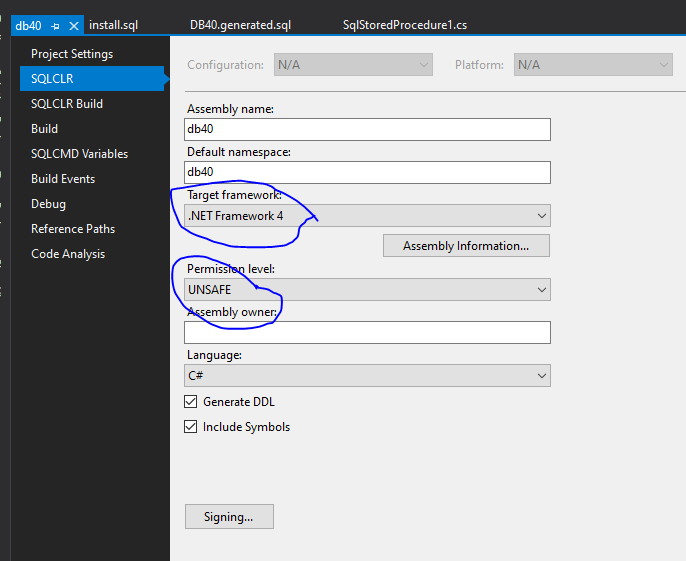 db40
install.sql
DB40.generated.sql
SqlStoredProcedure1.cs
Project Settings
SQLCLR
SQLCLR Build
Build
SQLCMD Variables
Build Events
Debug
Reference Paths
Code Analysis
Configuration: N/A
Platform: N/A
Assembly name:
db40
Default namespace:
db40
Target framework:
.NET Framework 4
Assembly Information...
Permission level:
UNSAFE
Assembly owner:
Language:
C#
Generate DDL
Include Symbols
Signing...